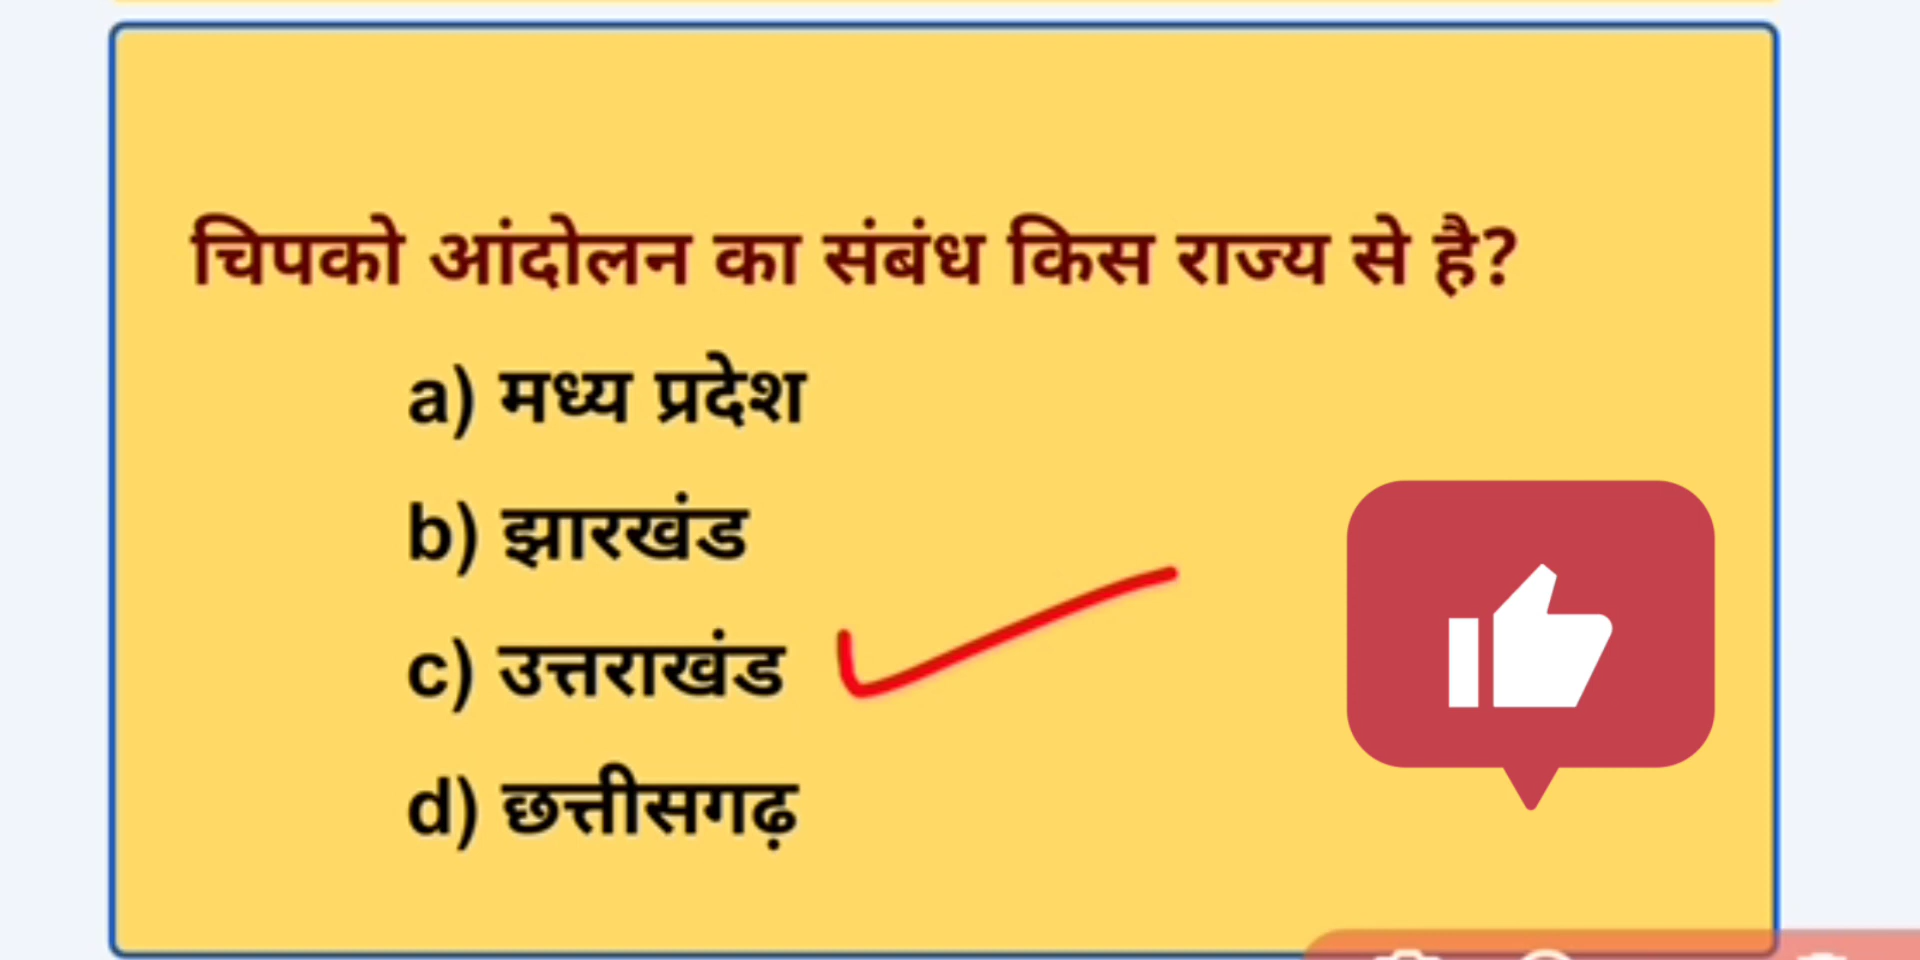 चिपको आंदोलन का संबंध किस राज्य से है?
a) मध्य प्रदेश
b) झारखंड
c) उत्तराखंड
d) छत्तीसगढ़